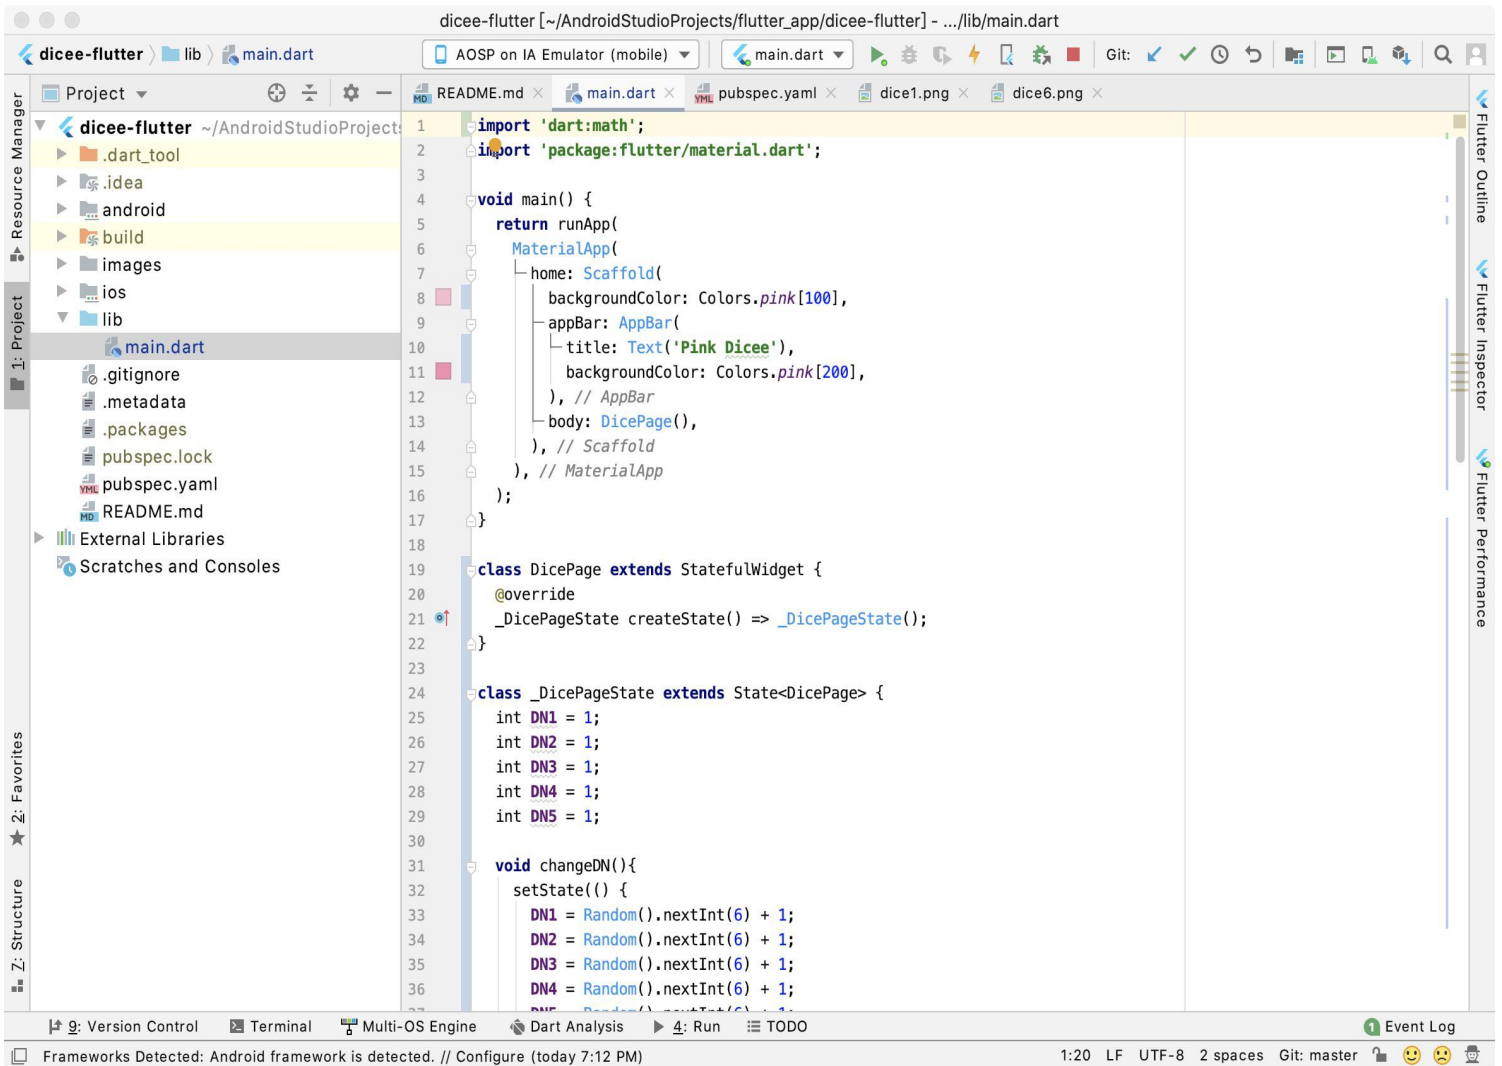 dicee-flutter [~/AndroidStudioProjects/flutter_app/dicee-flutter] - .../lib/main.dart
dicee-flutter lib main.dart AOSP on IA Emulator (mobile) main.dart Git:
Project README.md main.dart pubspec.yaml dice1.png dice6.png
Resource Manager
1: Project
2: Favorites
Z: Structure
dicee-flutter ~/AndroidStudioProject
.dart_tool
.idea
android
build
images
ios
lib
main.dart
.gitignore
.metadata
.packages
pubspec.lock
pubspec.yaml
README.md
External Libraries
Scratches and Consoles
1 import 'dart:math';
2 import 'package:flutter/material.dart';
3
4 void main() {
5 return runApp(
6 MaterialApp(
7 home: Scaffold(
8 backgroundColor: Colors.pink[100],
9 appBar: AppBar(
10 title: Text('Pink Dicee'),
11 backgroundColor: Colors.pink[200],
12 ), // AppBar
13 body: DicePage(),
14 ), // Scaffold
15 ), // MaterialApp
16 );
17 }
18
19 class DicePage extends StatefulWidget {
20 @override
21 _DicePageState createState() => _DicePageState();
22 }
23
24 class _DicePageState extends State<DicePage> {
25 int DN1 = 1;
26 int DN2 = 1;
27 int DN3 = 1;
28 int DN4 = 1;
29 int DN5 = 1;
30
31 void changeDN(){
32 setState(() {
33 DN1 = Random().nextInt(6) + 1;
34 DN2 = Random().nextInt(6) + 1;
35 DN3 = Random().nextInt(6) + 1;
36 DN4 = Random().nextInt(6) + 1;
Flutter Outline
Flutter Inspector
Flutter Performance
9: Version Control Terminal Multi-OS Engine Dart Analysis 4: Run TODO 1 Event Log
Frameworks Detected: Android framework is detected. // Configure (today 7:12 PM) 1:20 LF UTF-8 2 spaces Git: master